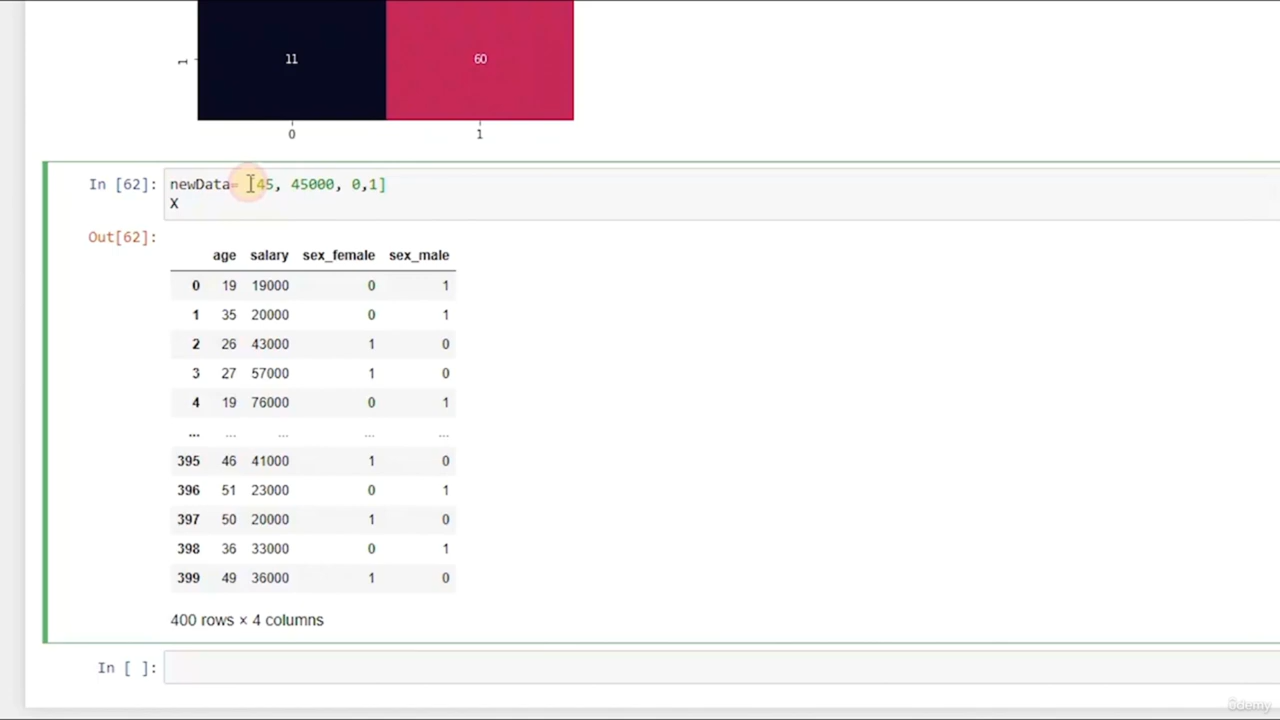 1 11 60
0 1
In [62]: newData= [45, 45000, 0,1]
X
Out[62]:
age salary sex_female sex_male
0 19 19000 0 1
1 35 20000 0 1
2 26 43000 1 0
3 27 57000 1 0
4 19 76000 0 1
... ... ... ... ...
395 46 41000 1 0
396 51 23000 0 1
397 50 20000 1 0
398 36 33000 0 1
399 49 36000 1 0
400 rows × 4 columns
In [ ]:
ûdemy